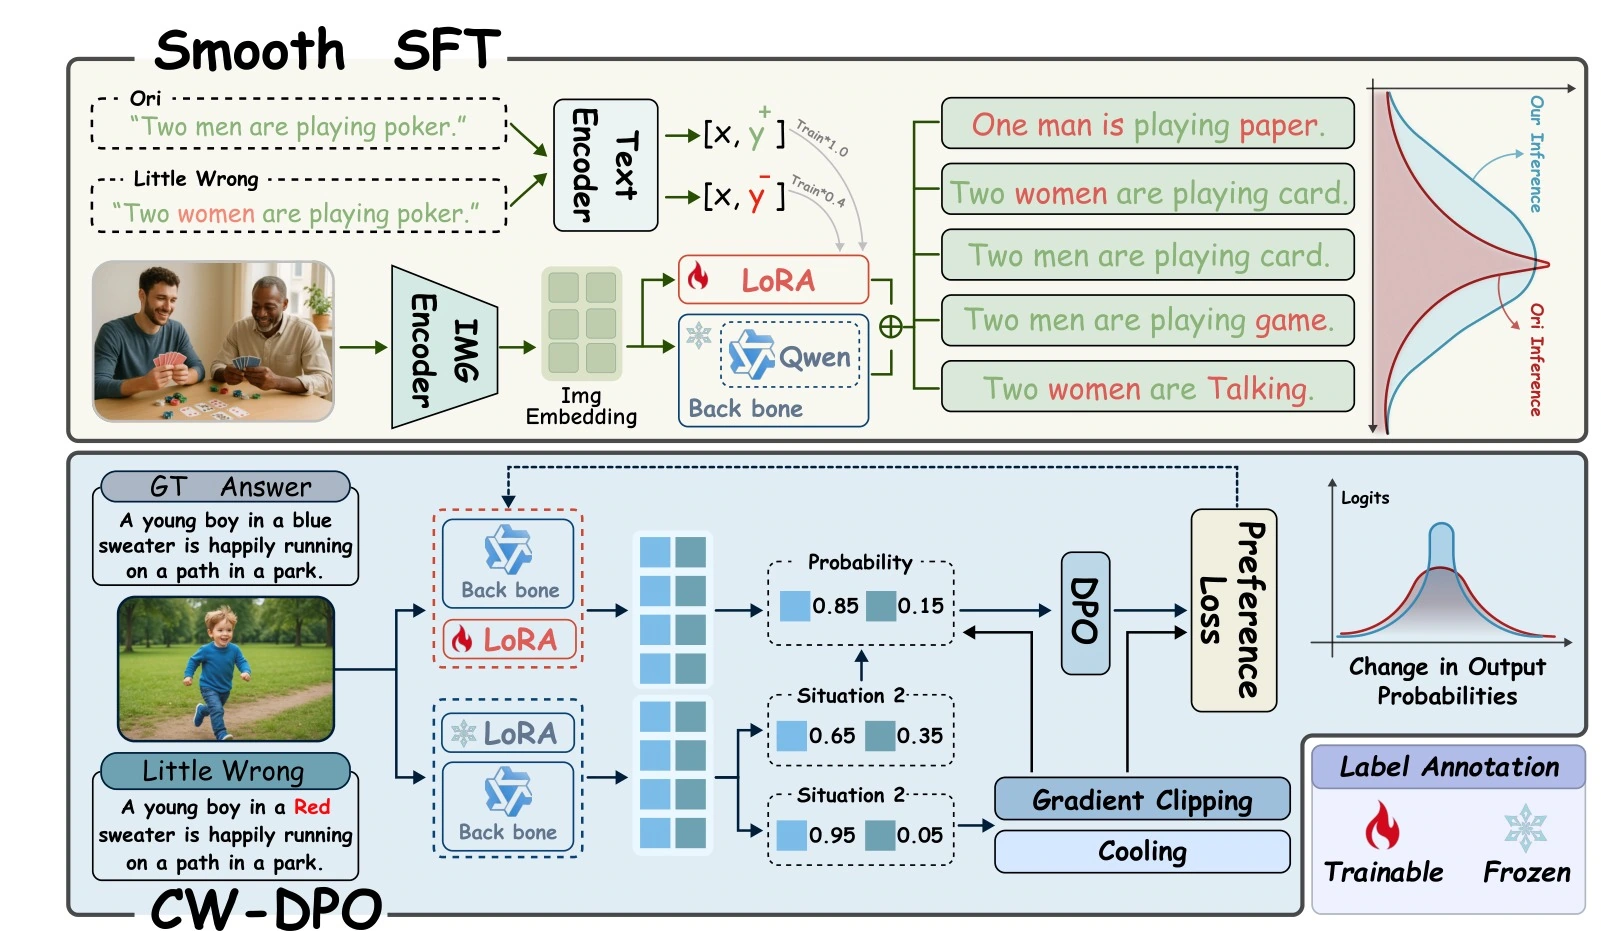 Smooth SFT
Ori
“Two men are playing poker.”
Little Wrong
“Two women are playing poker.”
Text
Encoder
[x, y+]
[x, y-]
Train*1.0
Train*0.4
IMG
Encoder
Img
Embedding
LoRA
Qwen
Back bone
One man is playing paper.
Two women are playing card.
Two men are playing card.
Two men are playing game.
Two women are Talking.
Our Inference
Ori Inference
GT Answer
A young boy in a blue
sweater is happily running
on a path in a park.
Little Wrong
A young boy in a Red
sweater is happily running
on a path in a park.
CW-DPO
Back bone
LoRA
LoRA
Back bone
Probability
0.85 0.15
Situation 2
0.65 0.35
Situation 2
0.95 0.05
DPO
Preference
Loss
Gradient Clipping
Cooling
Logits
Change in Output
Probabilities
Label Annotation
Trainable
Frozen